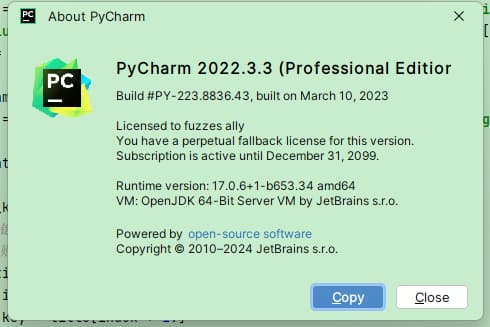 About PyCharm
PC
PyCharm 2022.3.3 (Professional Edition
Build #PY-223.8836.43, built on March 10, 2023
Licensed to fuzzes ally
You have a perpetual fallback license for this version.
Subscription is active until December 31, 2099.
Runtime version: 17.0.6+1-b653.34 amd64
VM: OpenJDK 64-Bit Server VM by JetBrains s.r.o.
Powered by open-source software
Copyright © 2010–2024 JetBrains s.r.o.
Copy
Close